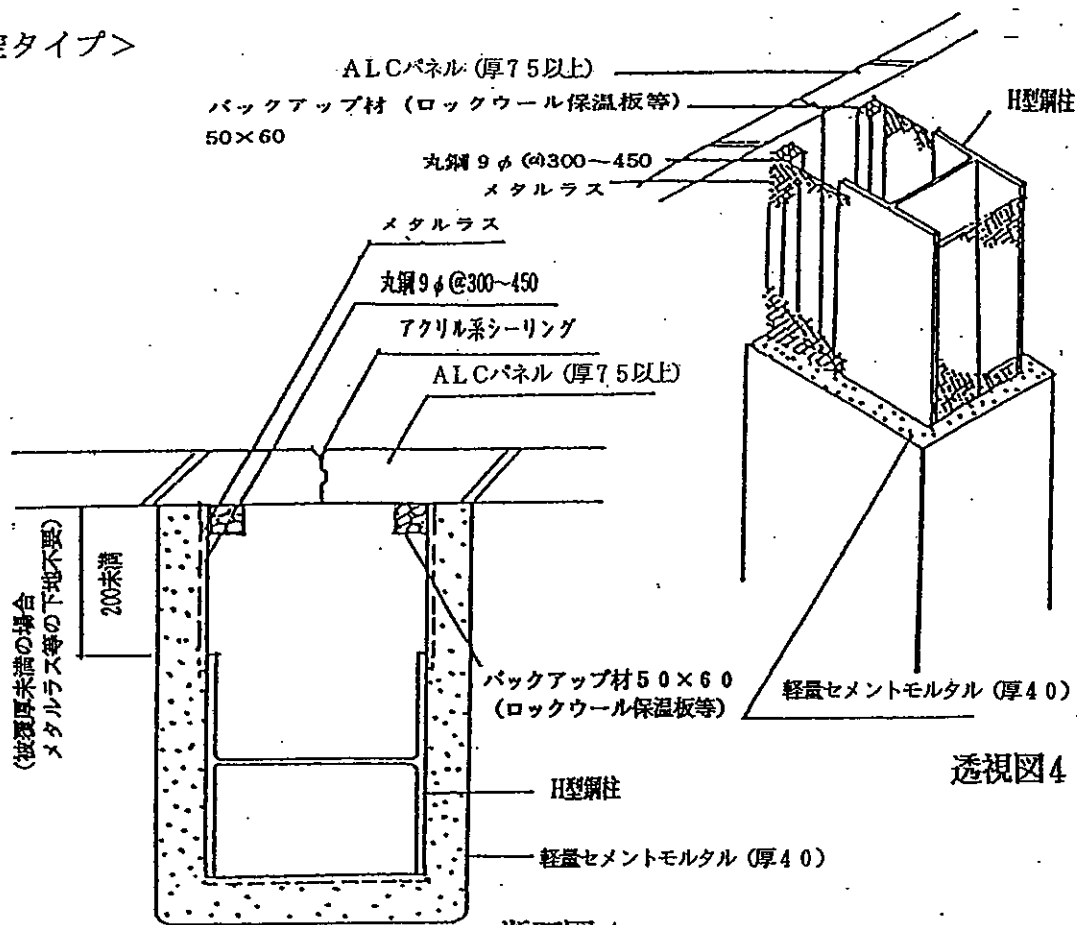 タイプ＞
ALCパネル（厚75以上）
バックアップ材（ロックウール保温板等）
50×60
H型鋼柱
丸鋼9φ@300～450
メタルラス
メタルラス
丸鋼9φ@300～450
アクリル系シーリング
ALCパネル（厚75以上）
200未満
（被覆厚未満の場合
メタルラス等の下地不要）
バックアップ材50×60
（ロックウール保温板等）
軽量セメントモルタル（厚40）
透視図4
H型鋼柱
軽量セメントモルタル（厚40）